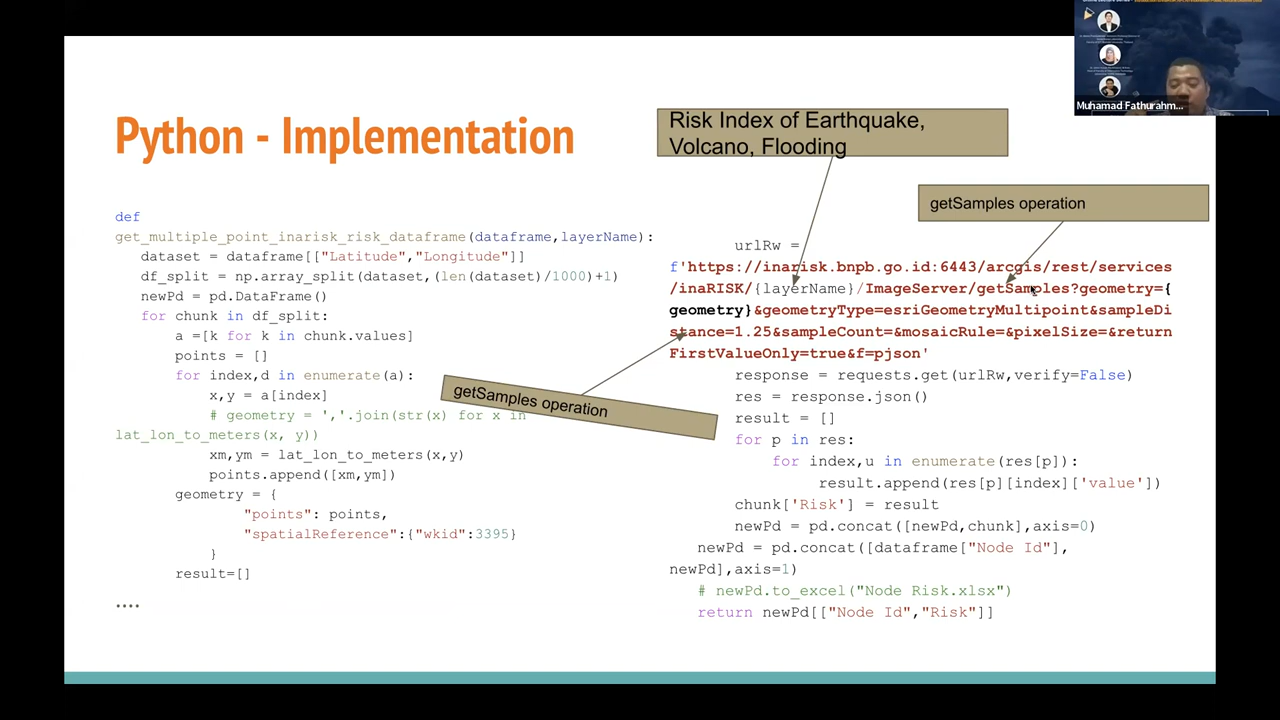 Muhamad Fathurahm...
Python - Implementation
Risk Index of Earthquake,
Volcano, Flooding
getSamples operation
def
get_multiple_point_inarisk_risk_dataframe(dataframe,layerName):
dataset = dataframe[["Latitude","Longitude"]]
df_split = np.array_split(dataset,(len(dataset)/1000)+1)
newPd = pd.DataFrame()
for chunk in df_split:
a =[k for k in chunk.values]
points = []
for index,d in enumerate(a):
x,y = a[index]
# geometry = ','.join(str(x) for x in
lat_lon_to_meters(x, y))
xm,ym = lat_lon_to_meters(x,y)
points.append([xm,ym])
geometry = {
"points": points,
"spatialReference":{"wkid":3395}
}
result=[]
....
getSamples operation
urlRw =
f'https://inarisk.bnpb.go.id:6443/arcgis/rest/services
/inaRISK/{layerName}/ImageServer/getSamples?geometry={
geometry}&geometryType=esriGeometryMultipoint&sampleDi
stance=1.25&sampleCount=&mosaicRule=&pixelSize=&return
FirstValueOnly=true&f=pjson'
response = requests.get(urlRw,verify=False)
res = response.json()
result = []
for p in res:
for index,u in enumerate(res[p]):
result.append(res[p][index]['value'])
chunk['Risk'] = result
newPd = pd.concat([newPd,chunk],axis=0)
newPd = pd.concat([dataframe["Node Id"],
newPd],axis=1)
# newPd.to_excel("Node Risk.xlsx")
return newPd[["Node Id","Risk"]]